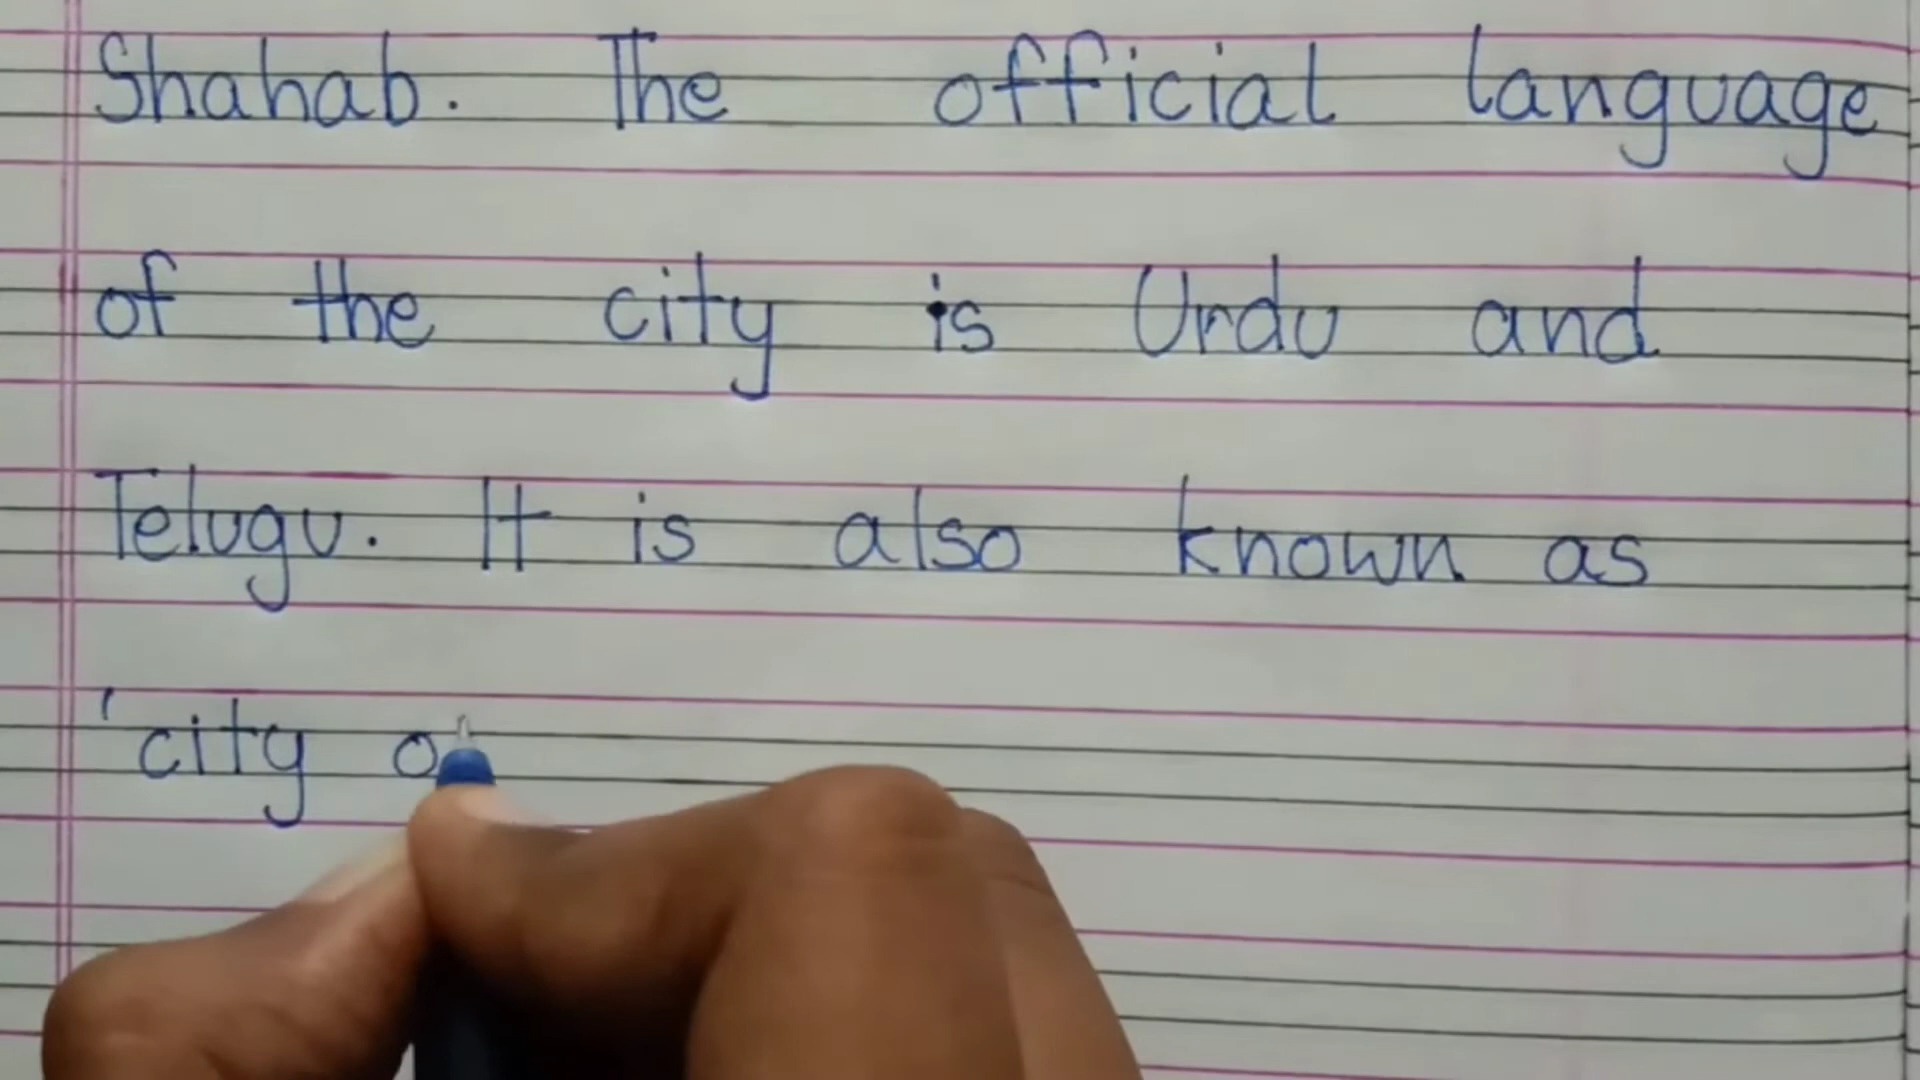 Shahab. The official language
of the city is Urdu and
Telugu. It is also known as
'city o